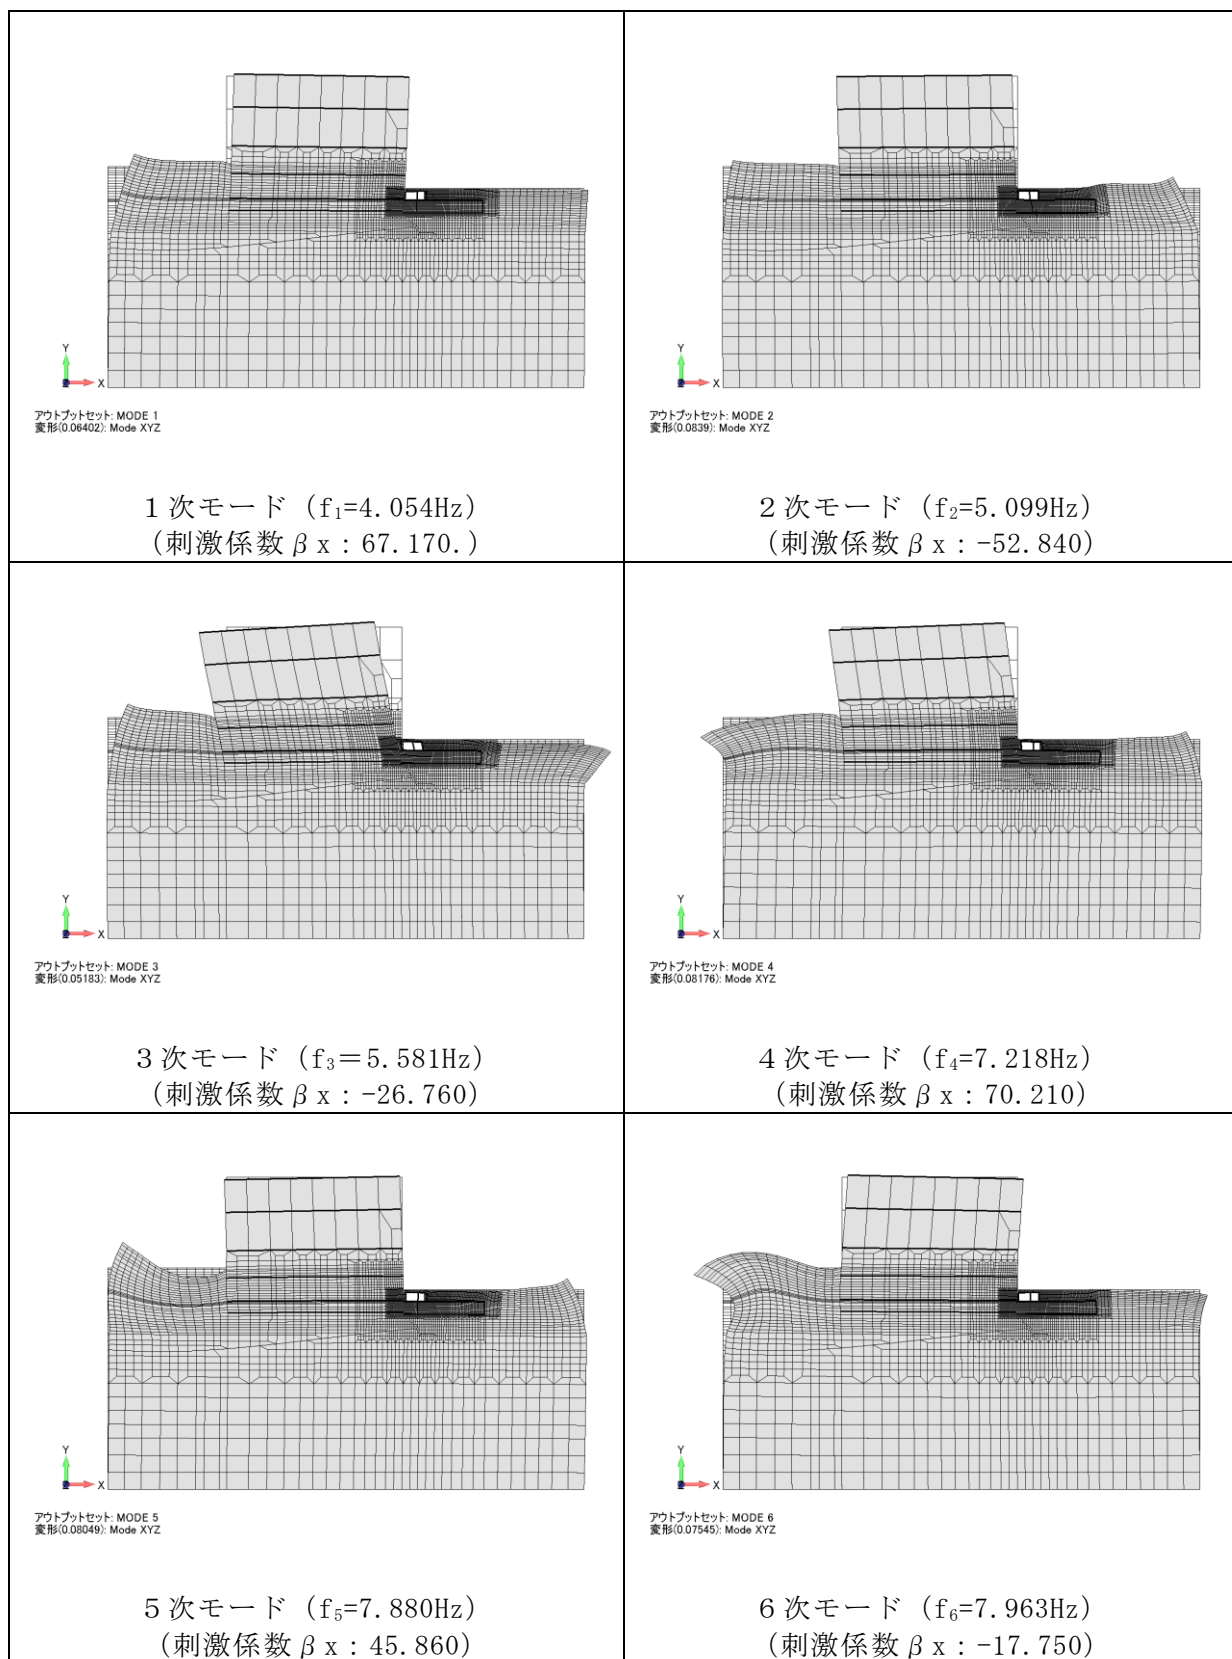 Y
X
アウトプットセット: MODE 1
変形(0.06402): Mode XYZ
1次モード（f₁=4.054Hz）
（刺激係数βx：67.170.）
Y
X
アウトプットセット: MODE 2
変形(0.0839): Mode XYZ
2次モード（f₂=5.099Hz）
（刺激係数βx：-52.840）
Y
X
アウトプットセット: MODE 3
変形(0.05183): Mode XYZ
3次モード（f₃＝5.581Hz）
（刺激係数βx：-26.760）
Y
X
アウトプットセット: MODE 4
変形(0.08176): Mode XYZ
4次モード（f₄=7.218Hz）
（刺激係数βx：70.210）
Y
X
アウトプットセット: MODE 5
変形(0.08049): Mode XYZ
5次モード（f₅=7.880Hz）
（刺激係数βx：45.860）
Y
X
アウトプットセット: MODE 6
変形(0.07545): Mode XYZ
6次モード（f₆=7.963Hz）
（刺激係数βx：-17.750）